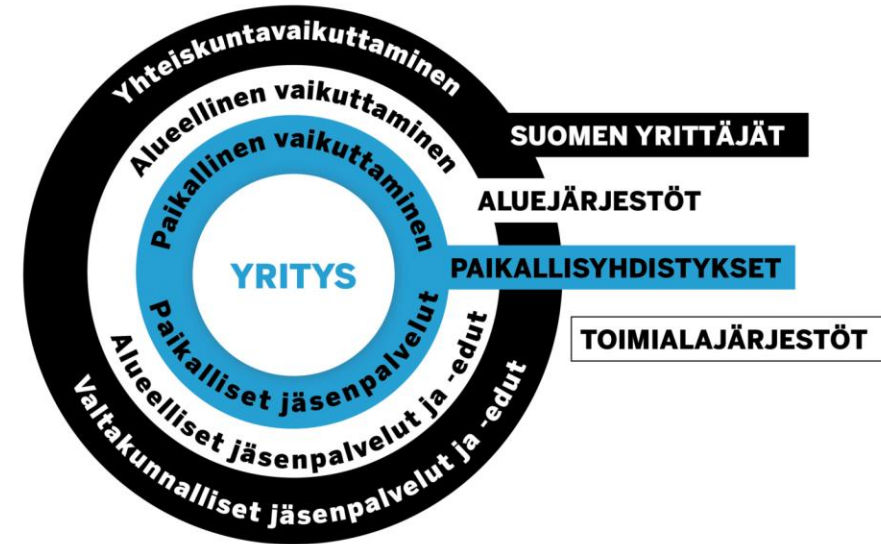 Yhteiskuntavaikuttaminen
Alueellinen vaikuttaminen
Paikallinen vaikuttaminen
YRITYS
Paikalliset jäsenpalvelut
Alueelliset jäsenpalvelut ja -edut
Valtakunnalliset jäsenpalvelut ja -edut
SUOMEN YRITTÄJÄT
ALUEJÄRJESTÖT
PAIKALLISYHDISTYKSET
TOIMIALAJÄRJESTÖT